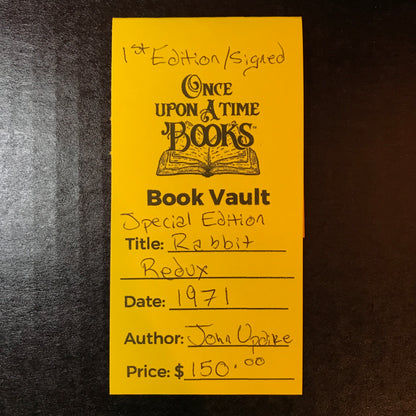 1st Edition/Signed
ONCE
UPON A TIME
BOOKS™
Book Vault
Special Edition
Title: Rabbit
Redux
Date: 1971
Author: John Updike
Price: $150.00